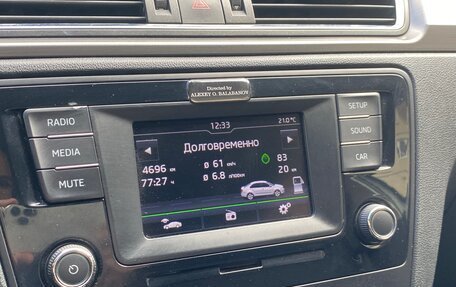 Directed by
ALEXEY O. BALABANOV
RADIO
MEDIA
MUTE
SETUP
SOUND
CAR
12:33
21.0°C
Долговременно
4696 км
ø 61 км/ч
83
77:27 ч
ø 6.8 л/100км
20 км